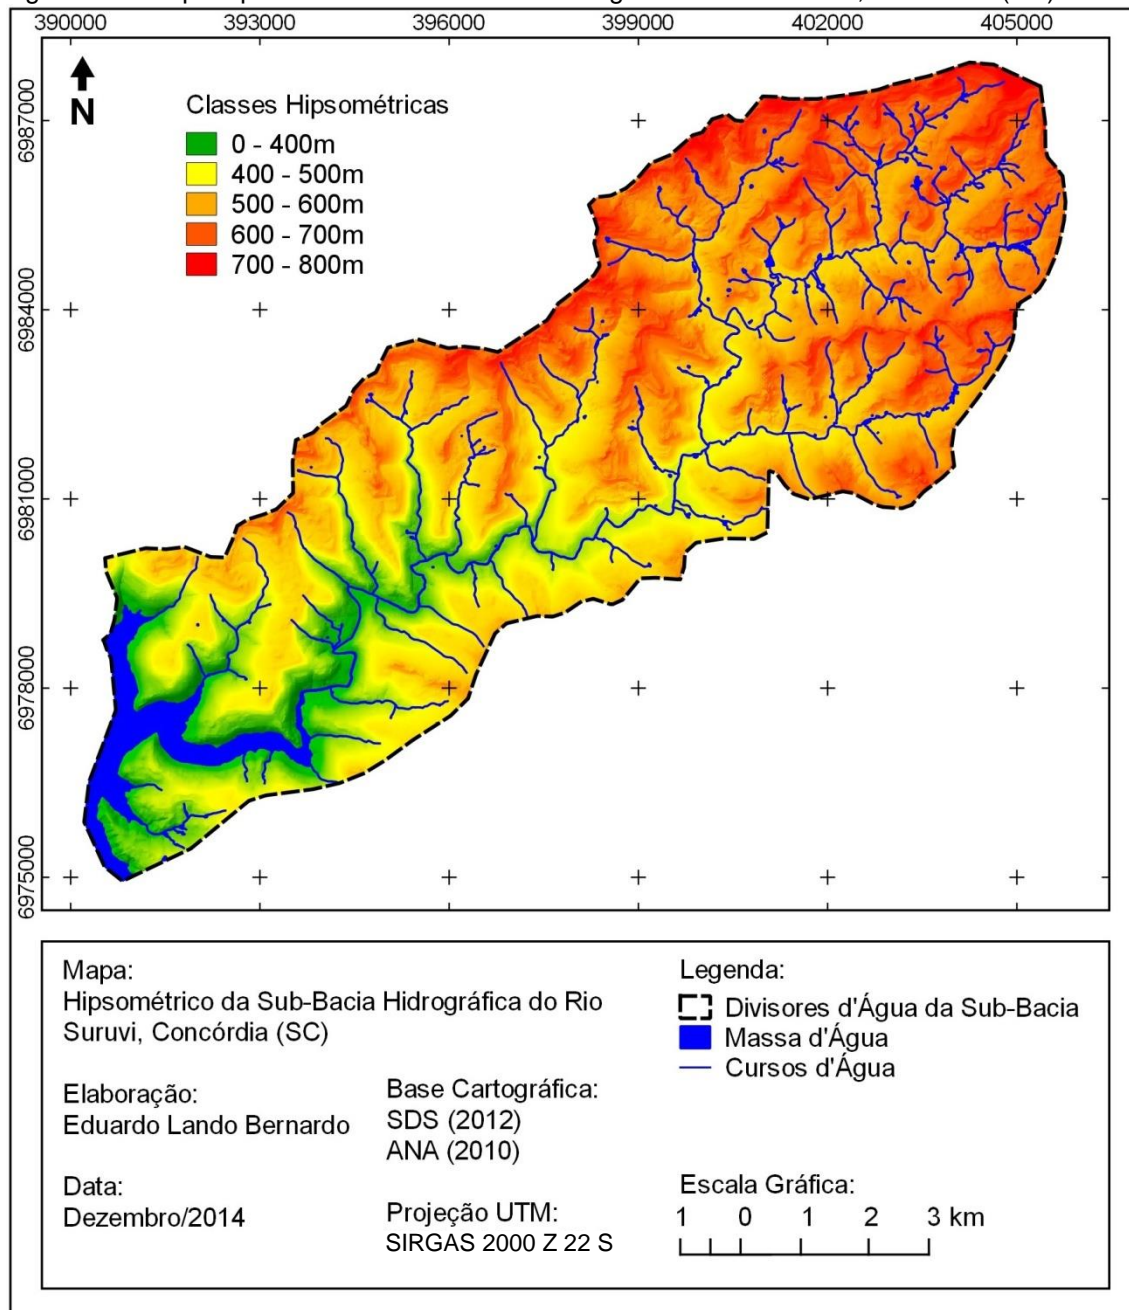 390000 393000 396000 399000 402000 405000
6987000
6984000
6981000
6978000
6975000
N
Classes Hipsométricas
0 - 400m
400 - 500m
500 - 600m
600 - 700m
700 - 800m
Mapa:
Hipsométrico da Sub-Bacia Hidrográfica do Rio
Suruvi, Concórdia (SC)
Elaboração:
Eduardo Lando Bernardo
Data:
Dezembro/2014
Base Cartográfica:
SDS (2012)
ANA (2010)
Projeção UTM:
SIRGAS 2000 Z 22 S
Legenda:
Divisores d'Água da Sub-Bacia
Massa d'Água
Cursos d'Água
Escala Gráfica:
1 0 1 2 3 km